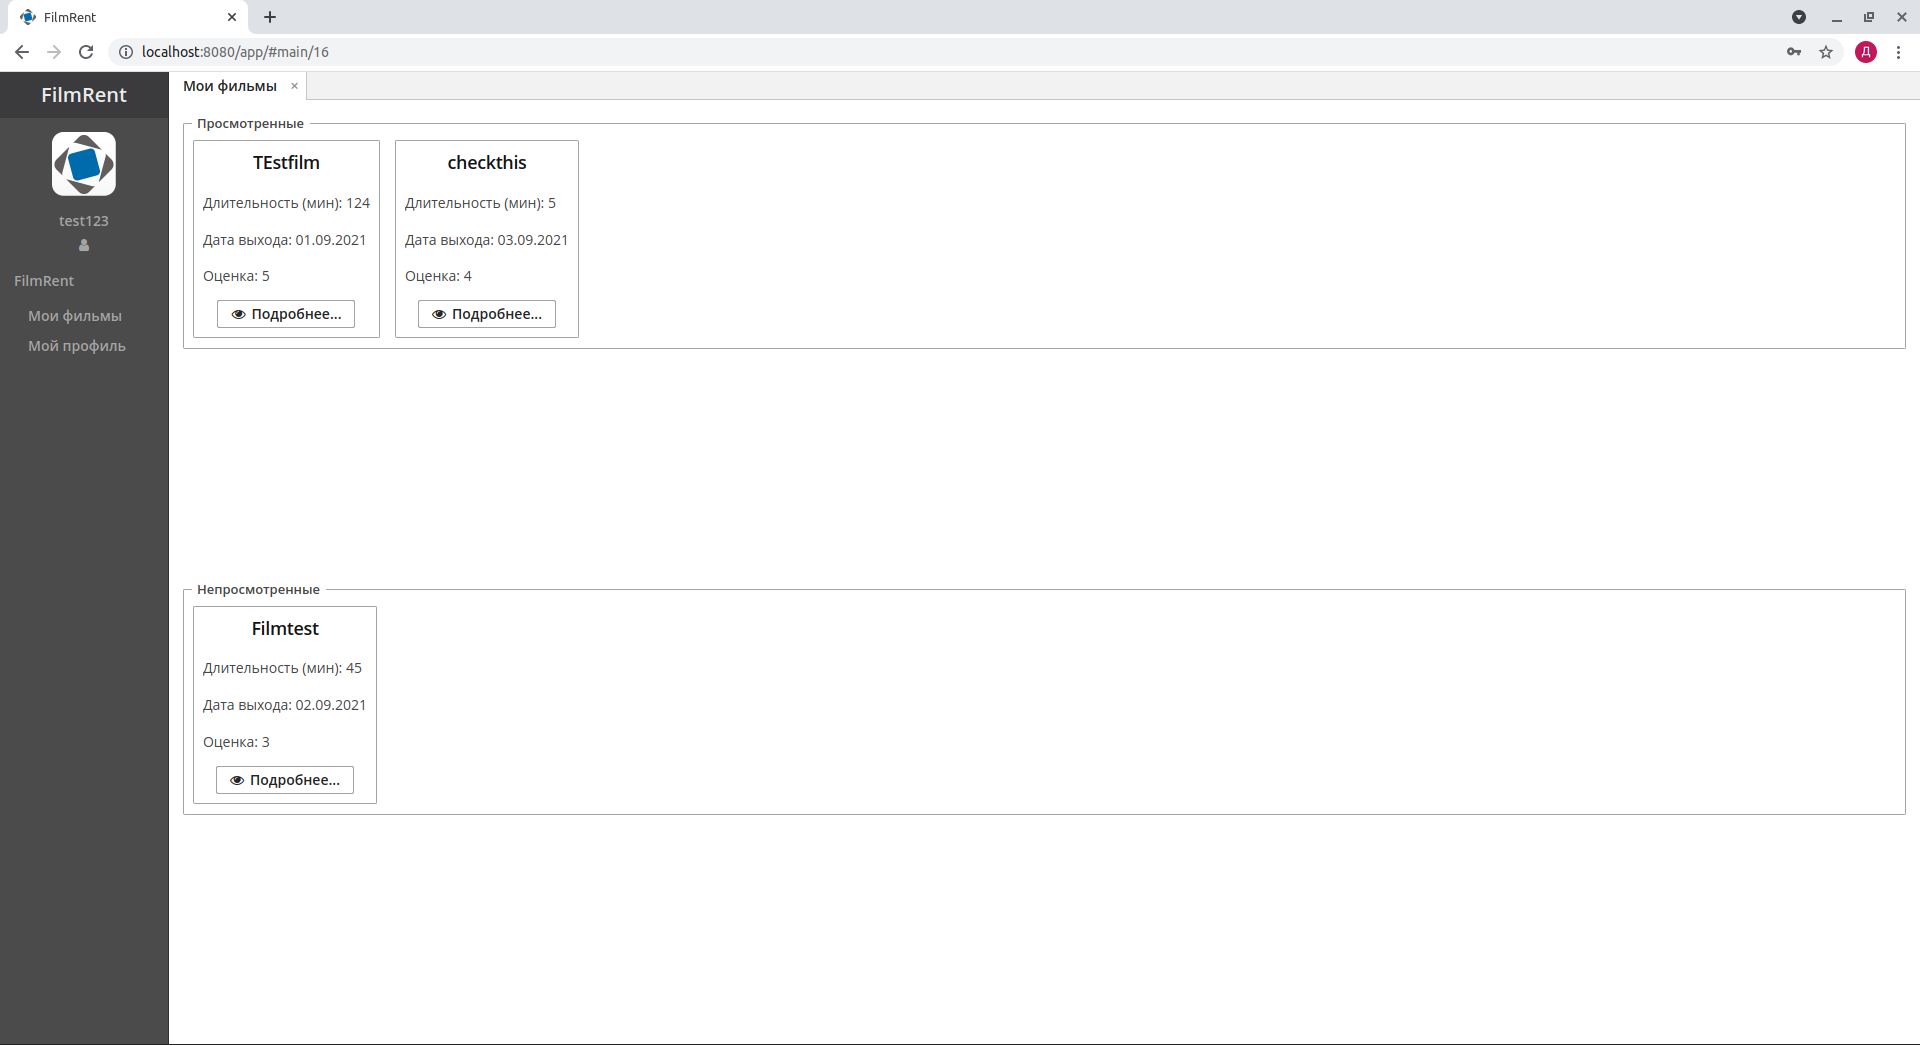 FilmRent
localhost:8080/app/#main/16
Д
FilmRent
test123
FilmRent
Мои фильмы
Мой профиль
Мои фильмы
Просмотренные
TEstfilm
Длительность (мин): 124
Дата выхода: 01.09.2021
Оценка: 5
Подробнее...
checkthis
Длительность (мин): 5
Дата выхода: 03.09.2021
Оценка: 4
Подробнее...
Непросмотренные
Filmtest
Длительность (мин): 45
Дата выхода: 02.09.2021
Оценка: 3
Подробнее...